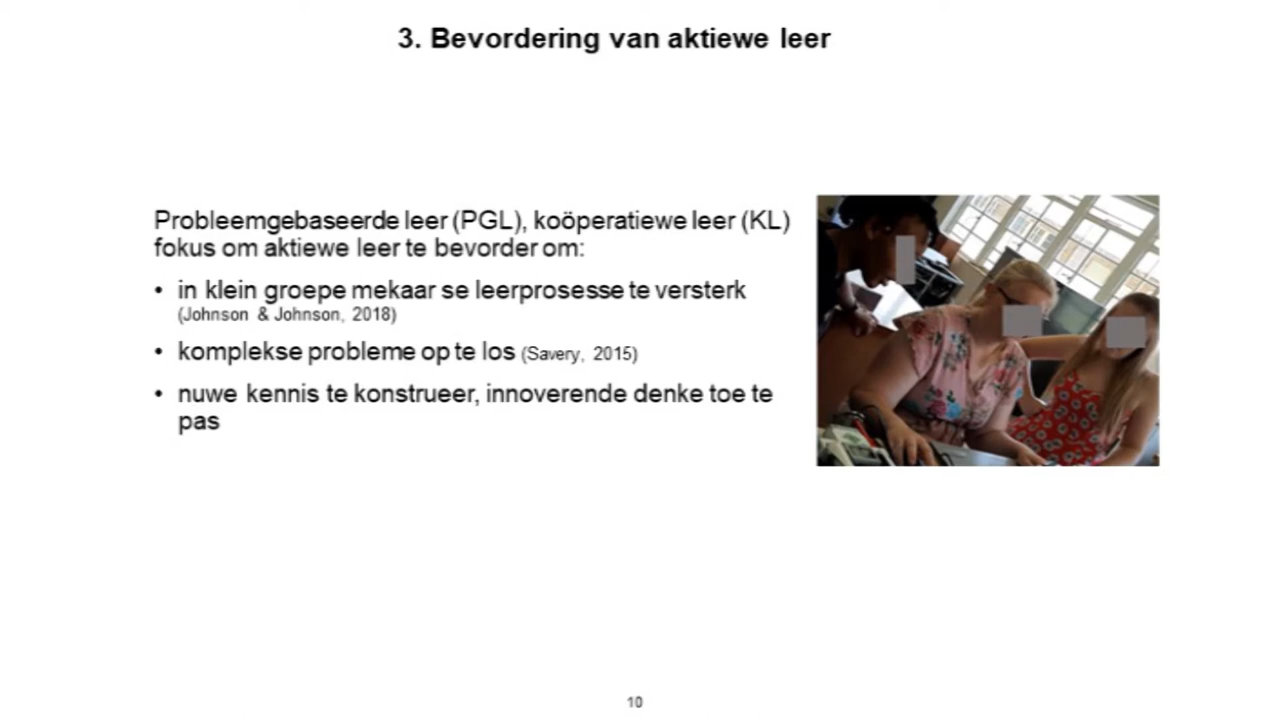 3. Bevordering van aktiewe leer
Probleemgebaseerde leer (PGL), koöperatiewe leer (KL)
fokus om aktiewe leer te bevorder om:
• in klein groepe mekaar se leerprosesse te versterk
(Johnson & Johnson, 2018)
• komplekse probleme op te los (Savery, 2015)
• nuwe kennis te konstrueer, innoverende denke toe te
pas
10